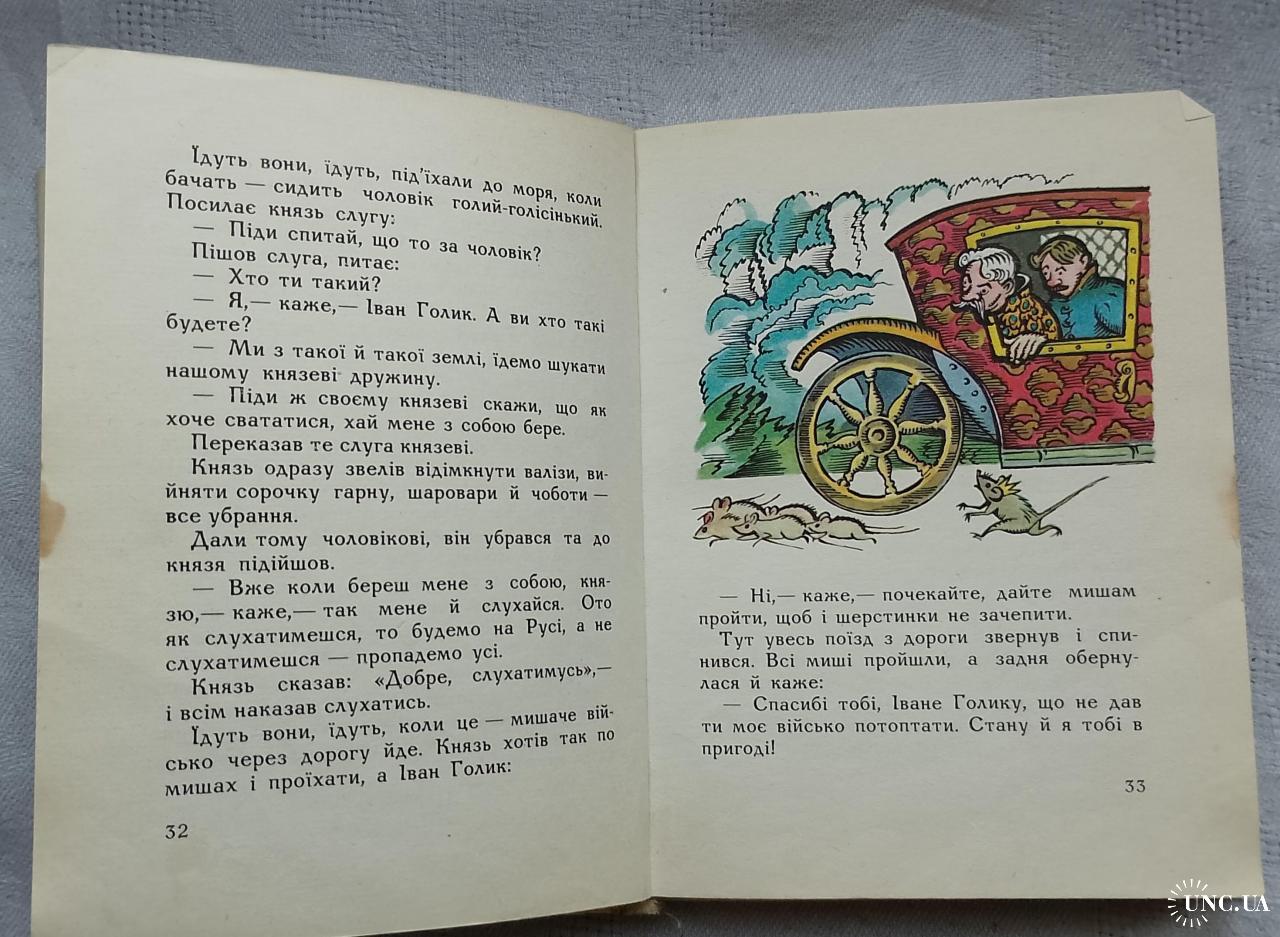 Їдуть вони, їдуть, під’їхали до моря, коли
бачать — сидить чоловік голий-голісінький.
Посилає князь слугу:
— Піди спитай, що то за чоловік?
Пішов слуга, питає:
— Хто ти такий?
— Я,— каже,— Іван Голик. А ви хто такі
будете?
— Ми з такої й такої землі, їдемо шукати
нашому князеві дружину.
— Піди ж своєму князеві скажи, що як
хоче свататися, хай мене з собою бере.
Переказав те слуга князеві.
Князь одразу звелів відімкнути валізи, ви-
йняти сорочку гарну, шаровари й чоботи —
все убрання.
Дали тому чоловікові, він убрався та до
князя підійшов.
— Вже коли береш мене з собою, кня-
зю,— каже,— так мене й слухайся. Ото
як слухатимешся, то будемо на Русі, а не
слухатимешся — пропадемо усі.
Князь сказав: «Добре, слухатимусь»,—
і всім наказав слухатись.
Їдуть вони, їдуть, коли це — мишаче вій-
сько через дорогу йде. Князь хотів так по
мишах і проїхати, а Іван Голик:
32
— Ні,— каже,— почекайте, дайте мишам
пройти, щоб і шерстинки не зачепити.
Тут увесь поїзд з дороги звернув і спи-
нився. Всі миші пройшли, а задня оберну-
лася й каже:
— Спасибі тобі, Іване Голику, що не дав
ти моє військо потоптати. Стану й я тобі в
пригоді!
33
UNC.UA